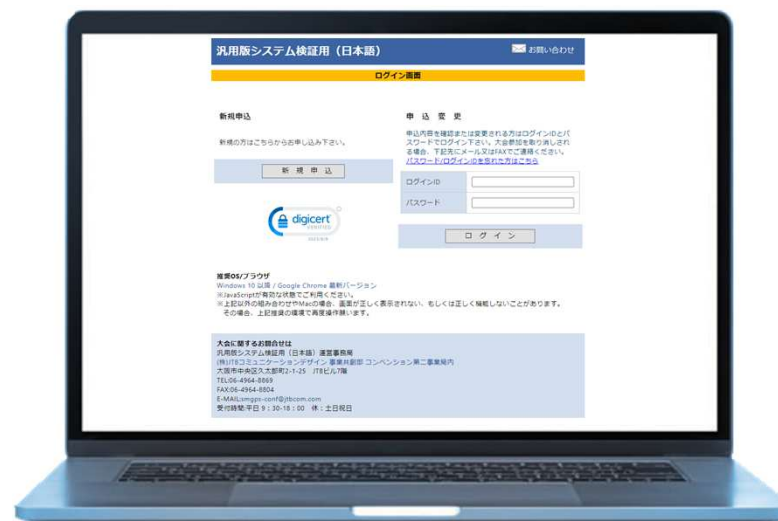 汎用版システム検証用（日本語）
お問い合わせ
ログイン画面
新規申込
新規の方はこちらからお申し込み下さい。
新 規 申 込
digicert
CERTIFIED
申 込 変 更
申込内容を確認または変更される方はログインIDとパ
スワードでログイン下さい。大会参加を取り消しされ
る場合、下記先にメール又はFAXでご連絡ください。
パスワード/ログインIDを忘れた方はこちら
ログインID
パスワード
ロ グ イ ン
推奨OS/ブラウザ
Windows 10 以降 / Google Chrome 最新バージョン
※JavaScriptが有効な状態でご利用ください。
※上記以外の組み合わせやMacの場合、画面が正しく表示されない、もしくは正しく機能しないことがあります。
その場合、上記推奨の環境で再度操作願います。
大会に関するお問合せは
汎用版システム検証用（日本語）運営事務局
(株)JTBコミュニケーションデザイン 事業共創部 コンベンション第二事業局内
大阪市中央区久太郎町2-1-25 JTBビル7階
TEL:06-4964-8869
FAX:06-4964-8804
E-MAIL:smgps-conf@jtbcom.com
受付時間:平日 9：30-18：00 休：土日祝日